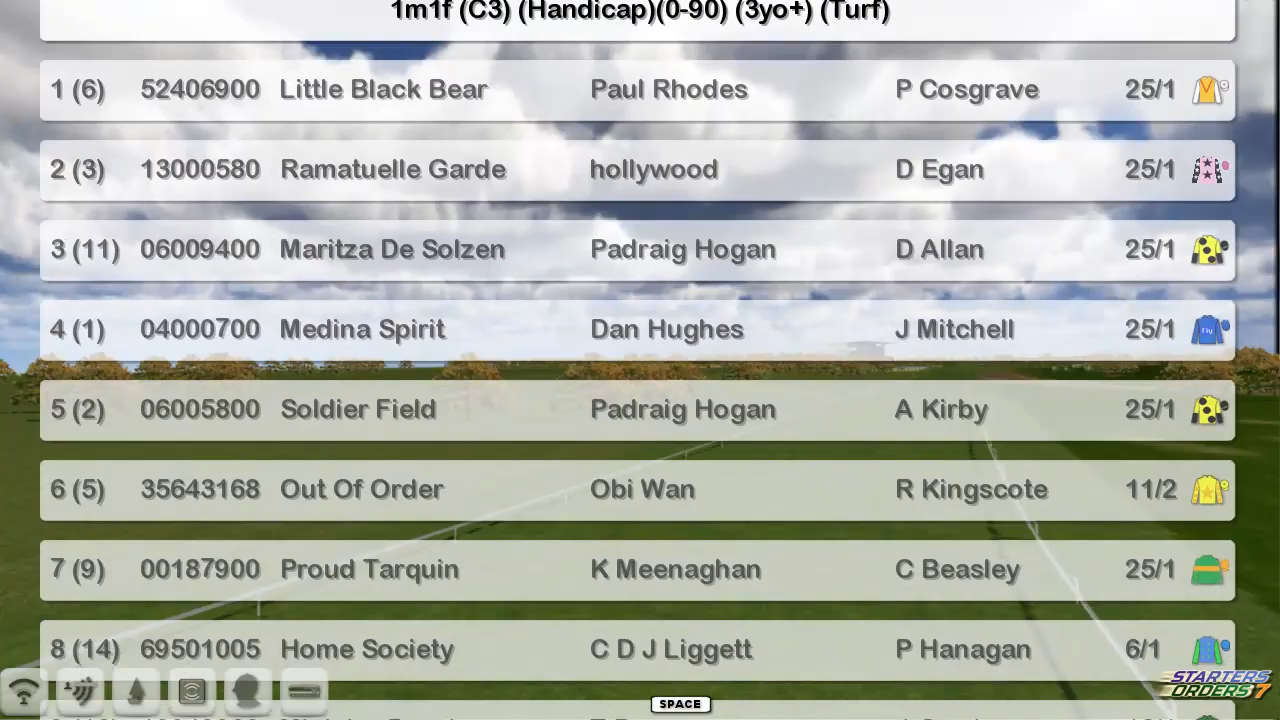 1m1f (C3) (Handicap)(0-90) (3yo+) (Turf)
1 (6) 52406900 Little Black Bear Paul Rhodes P Cosgrave 25/1
2 (3) 13000580 Ramatuelle Garde hollywood D Egan 25/1
3 (11) 06009400 Maritza De Solzen Padraig Hogan D Allan 25/1
4 (1) 04000700 Medina Spirit Dan Hughes J Mitchell 25/1
Fly
5 (2) 06005800 Soldier Field Padraig Hogan A Kirby 25/1
6 (5) 35643168 Out Of Order Obi Wan R Kingscote 11/2
7 (9) 00187900 Proud Tarquin K Meenaghan C Beasley 25/1
8 (14) 69501005 Home Society C D J Liggett P Hanagan 6/1
STARTERS
ORDERS 7
SPACE